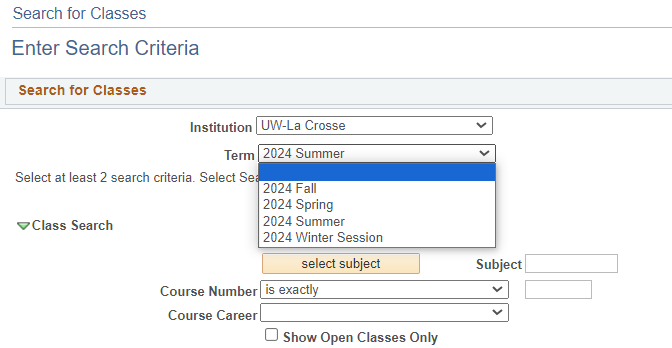 Search for Classes
Enter Search Criteria
Search for Classes
Institution UW-La Crosse
Term 2024 Summer
Select at least 2 search criteria. Select Sea
2024 Fall
2024 Spring
2024 Summer
2024 Winter Session
Class Search
select subject Subject
Course Number is exactly
Course Career
Show Open Classes Only